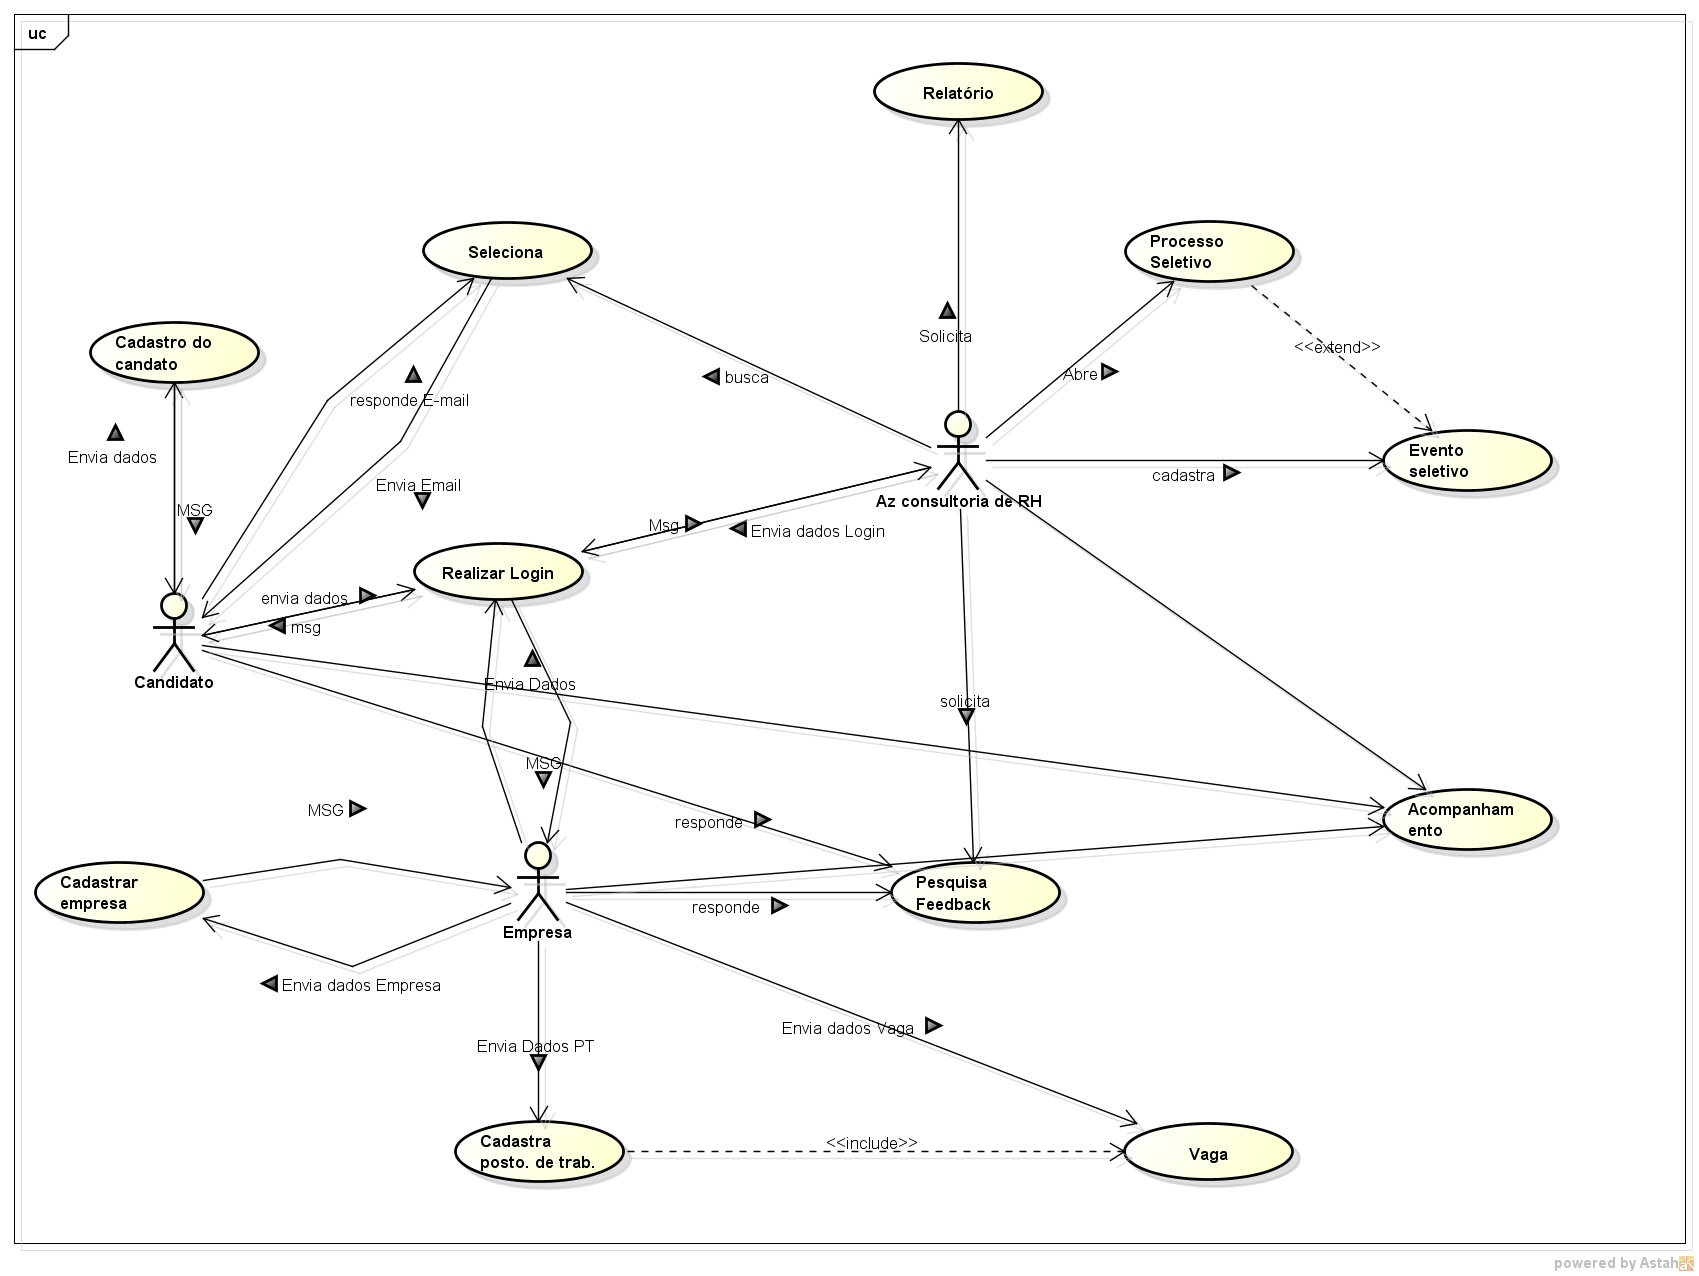 uc
Relatório
Seleciona
Processo
Seletivo
Cadastro do
candato
Solicita
<<extend>>
busca
Abre
responde E-mail
Envia dados
Evento
seletivo
cadastra
Envia Email
Az consultoria de RH
MSG
Msg
Envia dados Login
Realizar Login
envia dados
msg
Candidato
Envia Dados
solicita
MSG
MSG
responde
Acompanham
ento
Cadastrar
empresa
Pesquisa
Feedback
responde
Empresa
Envia dados Empresa
Envia dados Vaga
Envia Dados PT
Cadastra
posto. de trab.
<<include>>
Vaga
powered by Astah